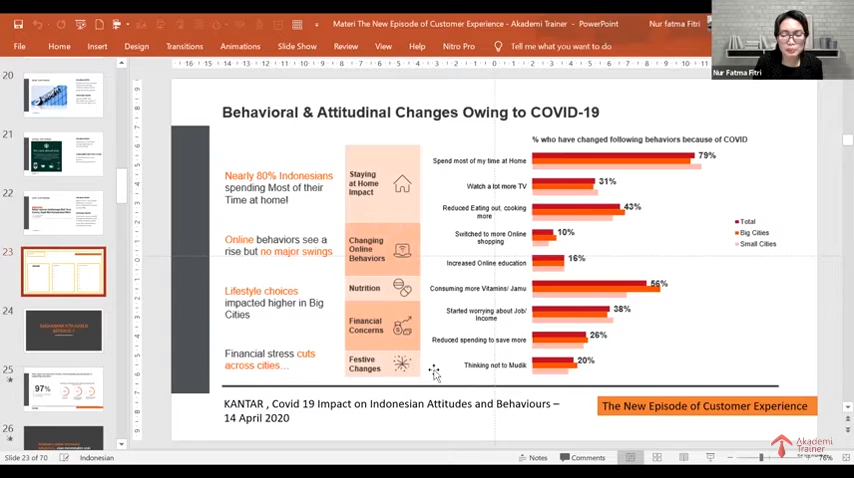 Materi The New Episode of Customer Experience - Akademi Trainer - PowerPoint
Nur fatma Fitri
File Home Insert Design Transitions Animations Slide Show Review View Nitro Pro Tell me what you want to do
Nur Fatma Fitri
20
21
22
23
24
25
26
97%
Behavioral & Attitudinal Changes Owing to COVID-19
% who have changed following behaviors because of COVID
Nearly 80% Indonesians
spending Most of their
Time at home!
Online behaviors see a
rise but no major swings
Lifestyle choices
impacted higher in Big
Cities
Financial stress cuts
across cities…
Staying
at Home
Impact
Changing
Online
Behaviors
Nutrition
Financial
Concerns
Festive
Changes
Spend most of my time at Home 79%
Watch a lot more TV 31%
Reduced Eating out, cooking
more 43%
Switched to more Online
shopping 10%
Increased Online education 16%
Consuming more Vitamins/ Jamu 56%
Started worrying about Job/
Income 38%
Reduced spending to save more 26%
Thinking not to Mudik 20%
Total
Big Cities
Small Cities
KANTAR , Covid 19 Impact on Indonesian Attitudes and Behaviours –
14 April 2020
The New Episode of Customer Experience
Akademi
Trainer
Slide 23 of 70 Indonesian Notes Comments 76%